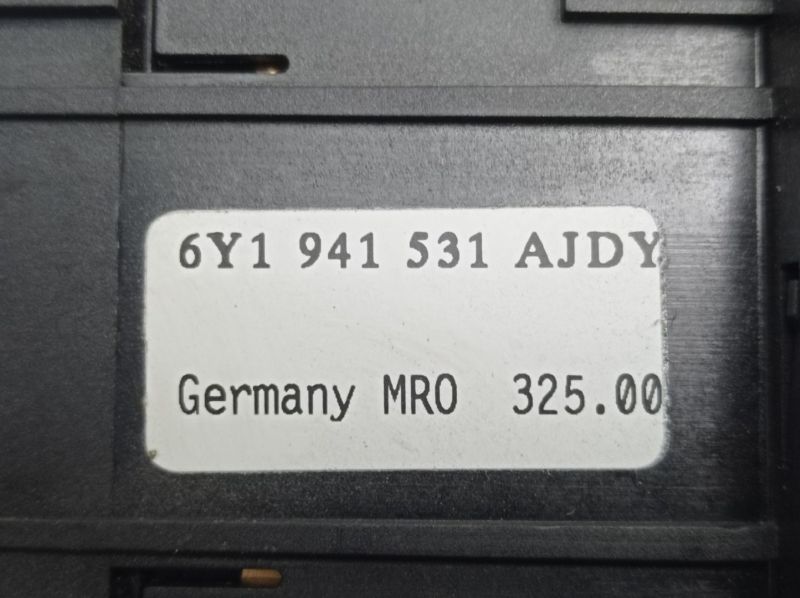 6Y1 941 531 AJDY
Germany MRO 325.00